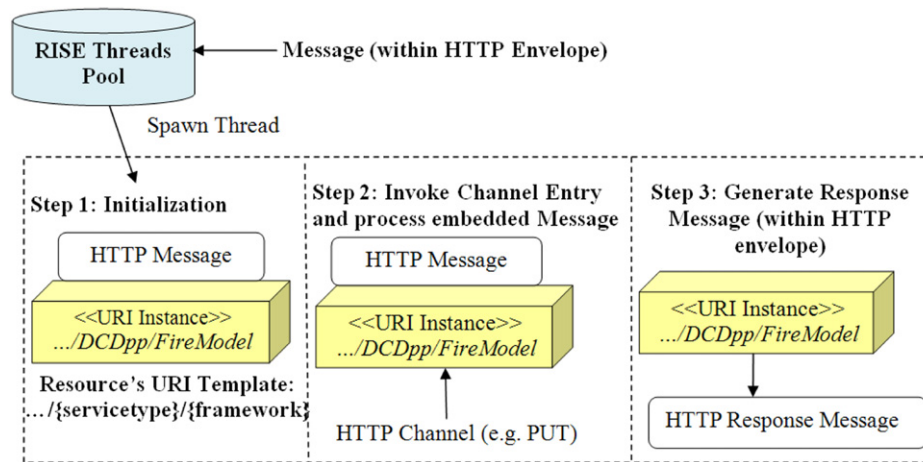 RISE Threads
Pool
Message (within HTTP Envelope)
Spawn Thread
Step 1: Initialization
HTTP Message
<<URI Instance>>
.../DCDpp/FireModel
Resource's URI Template:
.../{servicetype}/{framework}
Step 2: Invoke Channel Entry
and process embedded Message
HTTP Message
<<URI Instance>>
.../DCDpp/FireModel
HTTP Channel (e.g. PUT)
Step 3: Generate Response
Message (within HTTP
envelope)
<<URI Instance>>
.../DCDpp/FireModel
HTTP Response Message